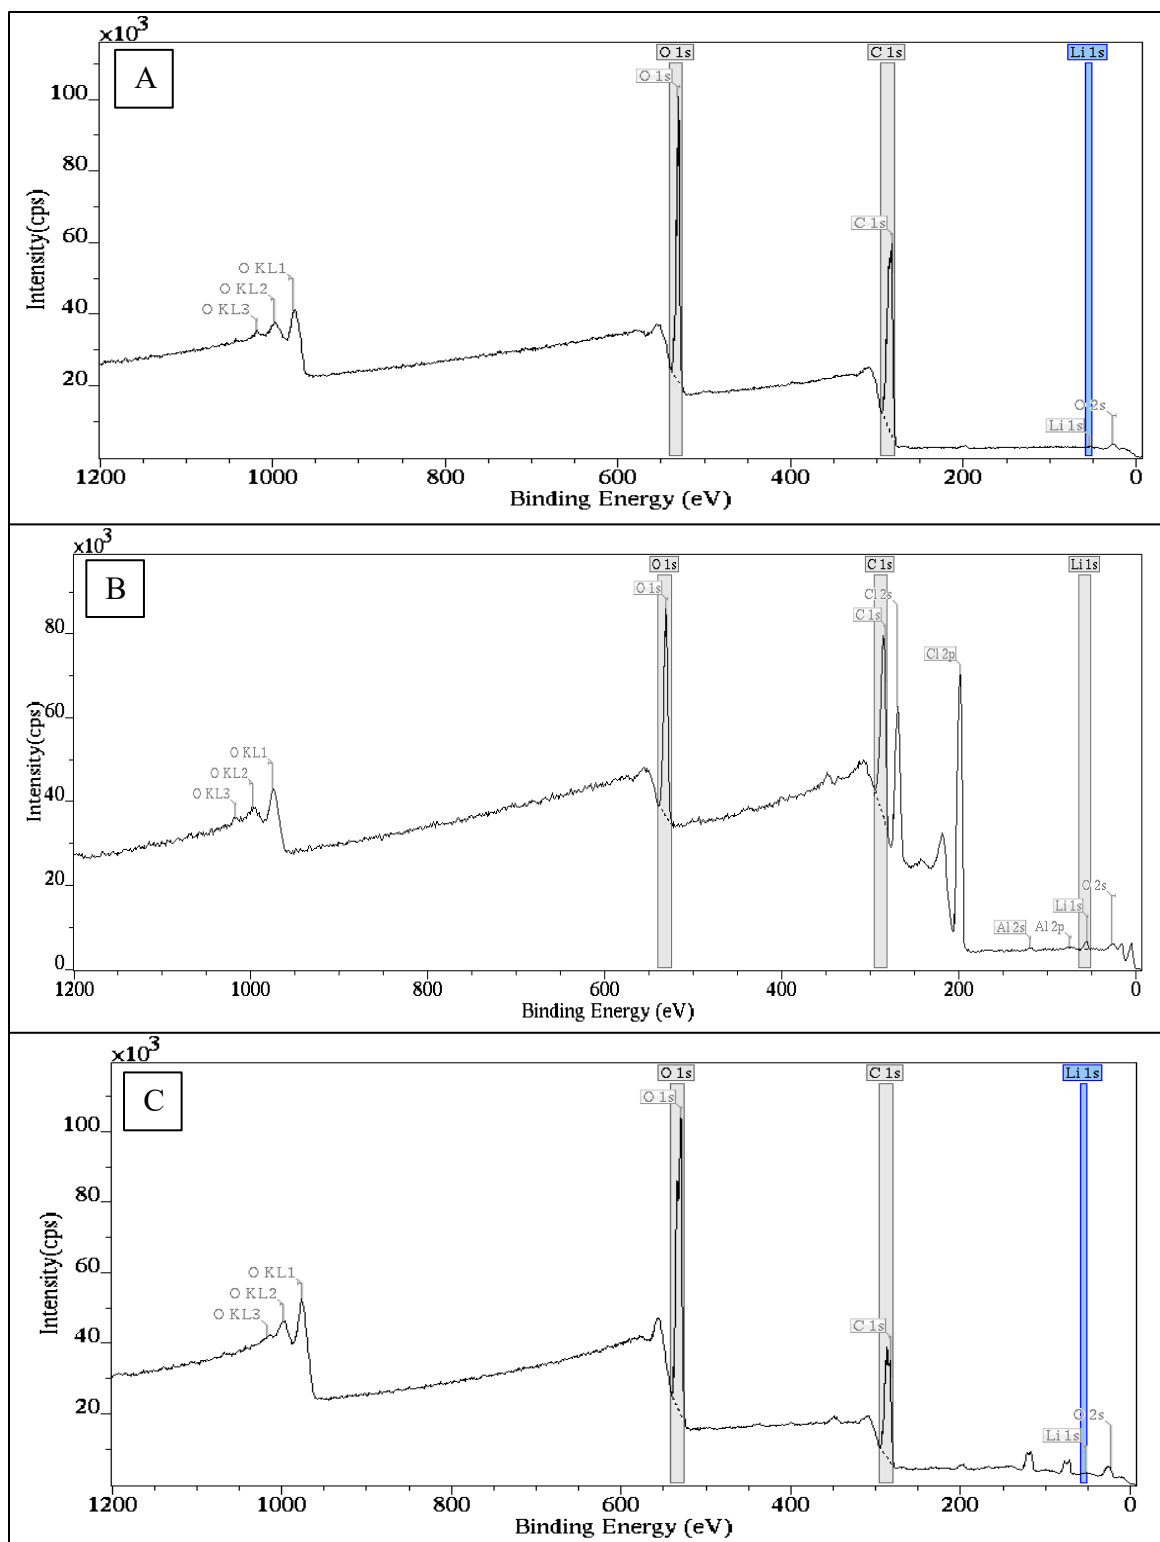 ×10³
A
O 1s
C 1s
Li 1s
O 1s
C 1s
O KL1
O KL2
O KL3
O 2s
Li 1s
100
80
60
40
20
Intensity(cps)
1200
1000
800
600
400
200
0
Binding Energy (eV)
×10³
B
O 1s
C 1s
Li 1s
O 1s
Cl 2s
C 1s
Cl 2p
O KL1
O KL2
O KL3
O 2s
Li 1s
Al 2s
Al 2p
80
60
40
20
0
Intensity(cps)
1200
1000
800
600
400
200
0
Binding Energy (eV)
×10³
C
O 1s
C 1s
Li 1s
O 1s
C 1s
O KL1
O KL2
O KL3
O 2s
Li 1s
100
80
60
40
20
Intensity(cps)
1200
1000
800
600
400
200
0
Binding Energy (eV)